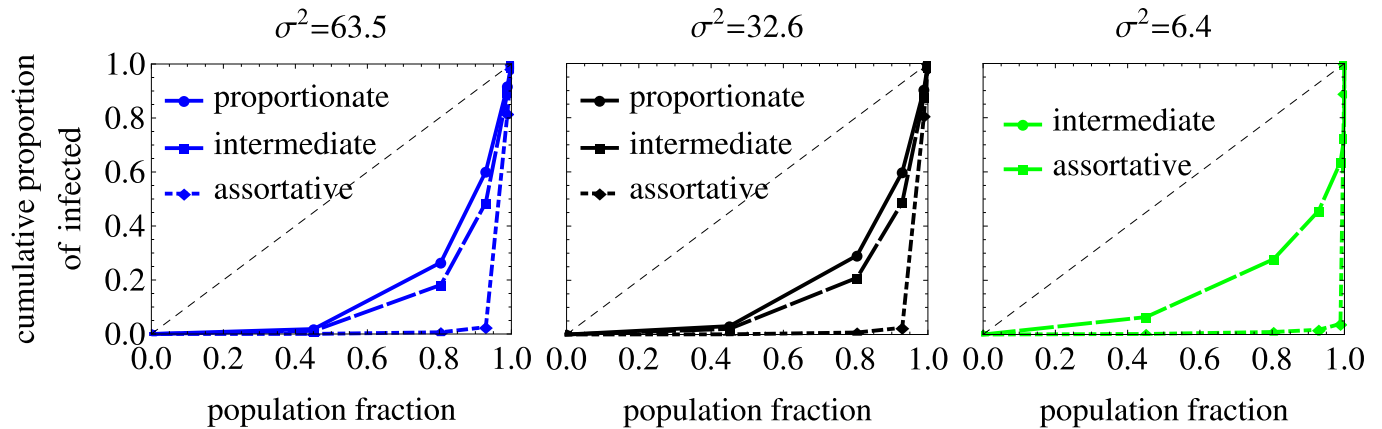 σ²=63.5
σ²=32.6
σ²=6.4
cumulative proportion
of infected
1.0
0.8
0.6
0.4
0.2
0.0
proportionate
intermediate
assortative
0.0 0.2 0.4 0.6 0.8 1.0
population fraction
proportionate
intermediate
assortative
0.0 0.2 0.4 0.6 0.8 1.0
population fraction
intermediate
assortative
0.0 0.2 0.4 0.6 0.8 1.0
population fraction